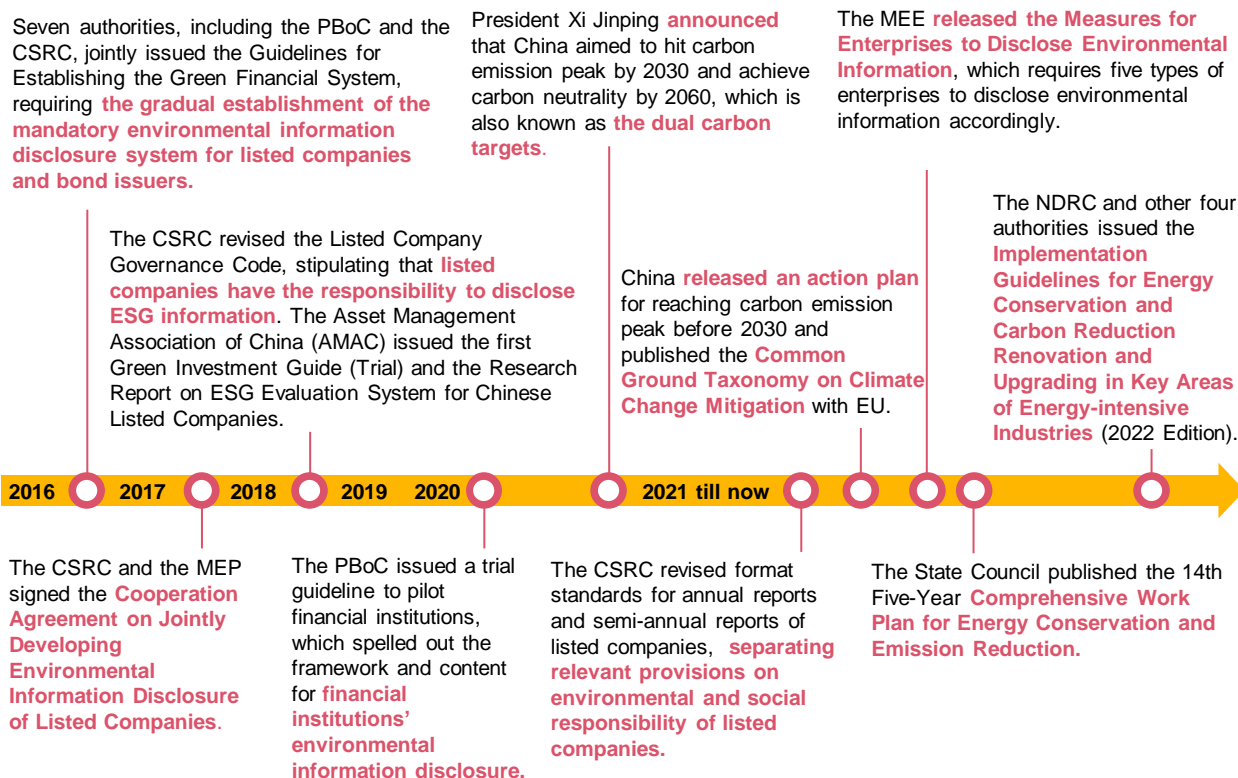 Seven authorities, including the PBoC and the
CSRC, jointly issued the Guidelines for
Establishing the Green Financial System,
requiring the gradual establishment of the
mandatory environmental information
disclosure system for listed companies
and bond issuers.
President Xi Jinping announced
that China aimed to hit carbon
emission peak by 2030 and achieve
carbon neutrality by 2060, which is
also known as the dual carbon
targets.
The MEE released the Measures for
Enterprises to Disclose Environmental
Information, which requires five types of
enterprises to disclose environmental
information accordingly.
The CSRC revised the Listed Company
Governance Code, stipulating that listed
companies have the responsibility to disclose
ESG information. The Asset Management
Association of China (AMAC) issued the first
Green Investment Guide (Trial) and the Research
Report on ESG Evaluation System for Chinese
Listed Companies.
China released an action plan
for reaching carbon emission
peak before 2030 and
published the Common
Ground Taxonomy on Climate
Change Mitigation with EU.
The NDRC and other four
authorities issued the
Implementation
Guidelines for Energy
Conservation and
Carbon Reduction
Renovation and
Upgrading in Key Areas
of Energy-intensive
Industries (2022 Edition).
2016 2017 2018 2019 2020 2021 till now
The CSRC and the MEP
signed the Cooperation
Agreement on Jointly
Developing
Environmental
Information Disclosure
of Listed Companies.
The PBoC issued a trial
guideline to pilot
financial institutions,
which spelled out the
framework and content
for financial
institutions’
environmental
information disclosure.
The CSRC revised format
standards for annual reports
and semi-annual reports of
listed companies, separating
relevant provisions on
environmental and social
responsibility of listed
companies.
The State Council published the 14th
Five-Year Comprehensive Work
Plan for Energy Conservation and
Emission Reduction.